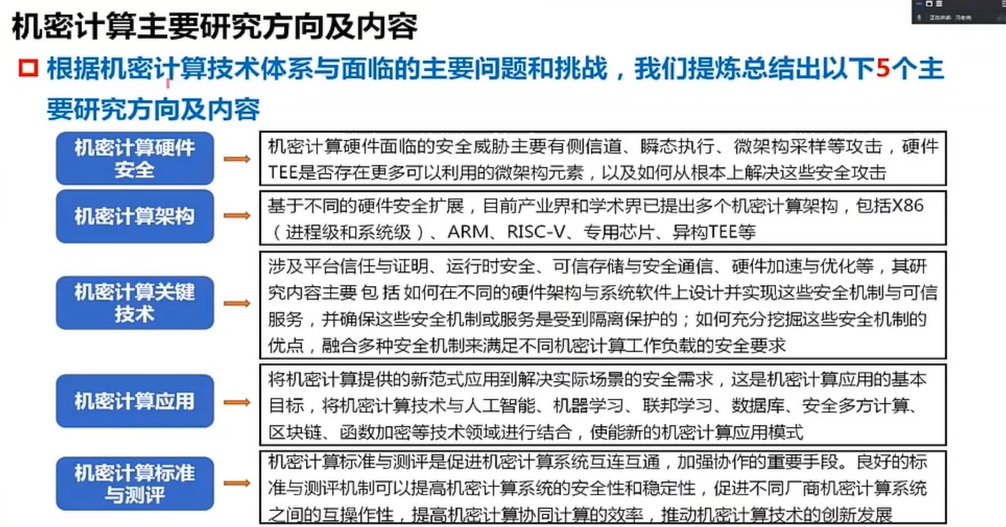 机密计算主要研究方向及内容
根据机密计算技术体系与面临的主要问题和挑战，我们提炼总结出以下5个主
要研究方向及内容
机密计算硬件
安全
机密计算硬件面临的安全威胁主要有侧信道、瞬态执行、微架构采样等攻击，硬件
TEE是否存在更多可以利用的微架构元素，以及如何从根本上解决这些安全攻击
机密计算架构
基于不同的硬件安全扩展，目前产业界和学术界已提出多个机密计算架构，包括X86
（进程级和系统级）、ARM、RISC-V、专用芯片、异构TEE等
机密计算关键
技术
涉及平台信任与证明、运行时安全、可信存储与安全通信、硬件加速与优化等，其研
究内容主要包括如何在不同的硬件架构与系统软件上设计并实现这些安全机制与可信
服务，并确保这些安全机制或服务是受到隔离保护的；如何充分挖掘这些安全机制的
优点，融合多种安全机制来满足不同机密计算工作负载的安全要求
机密计算应用
将机密计算提供的新范式应用到解决实际场景的安全需求，这是机密计算应用的基本
目标，将机密计算技术与人工智能、机器学习、联邦学习、数据库、安全多方计算、
区块链、函数加密等技术领域进行结合，使能新的机密计算应用模式
机密计算标准
与测评
机密计算标准与测评是促进机密计算系统互连互通，加强协作的重要手段。良好的标
准与测评机制可以提高机密计算系统的安全性和稳定性，促进不同厂商机密计算系统
之间的互操作性，提高机密计算协同计算的效率，推动机密计算技术的创新发展